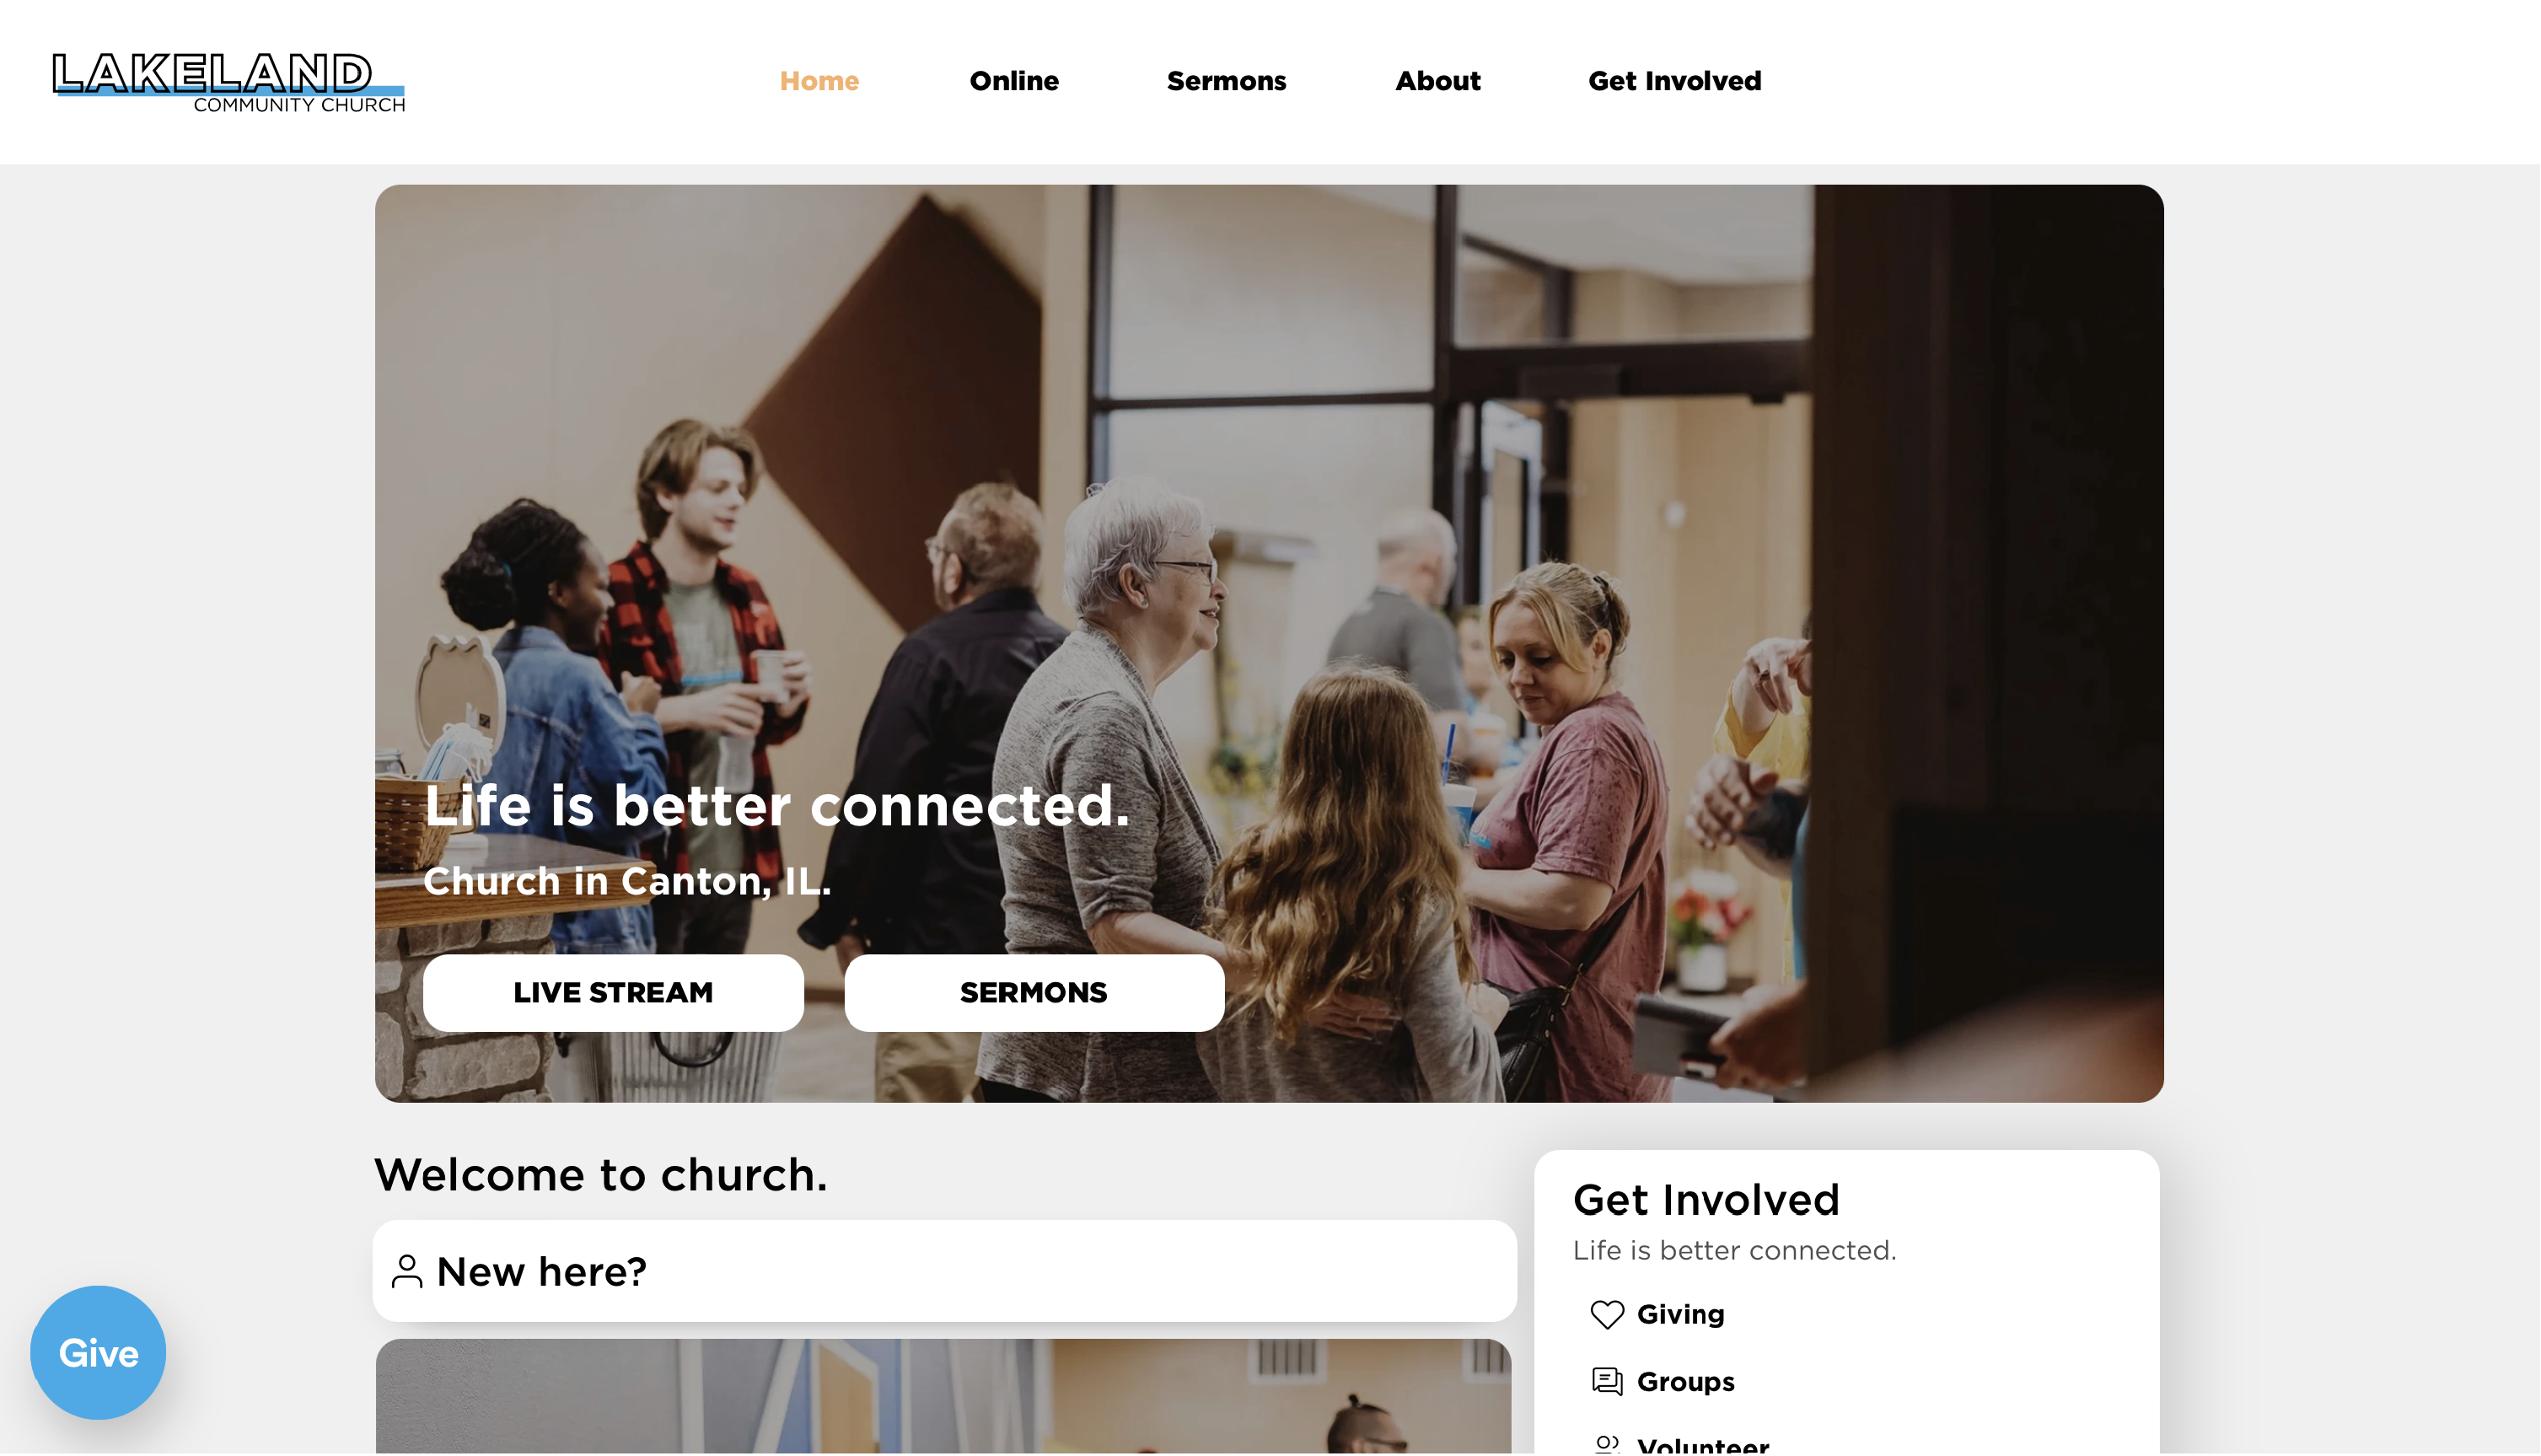 LAKELAND
COMMUNITY CHURCH
Home
Online
Sermons
About
Get Involved
Life is better connected.
Church in Canton, IL.
LIVE STREAM
SERMONS
Welcome to church.
New here?
Get Involved
Life is better connected.
Giving
Groups
Volunteer
Give